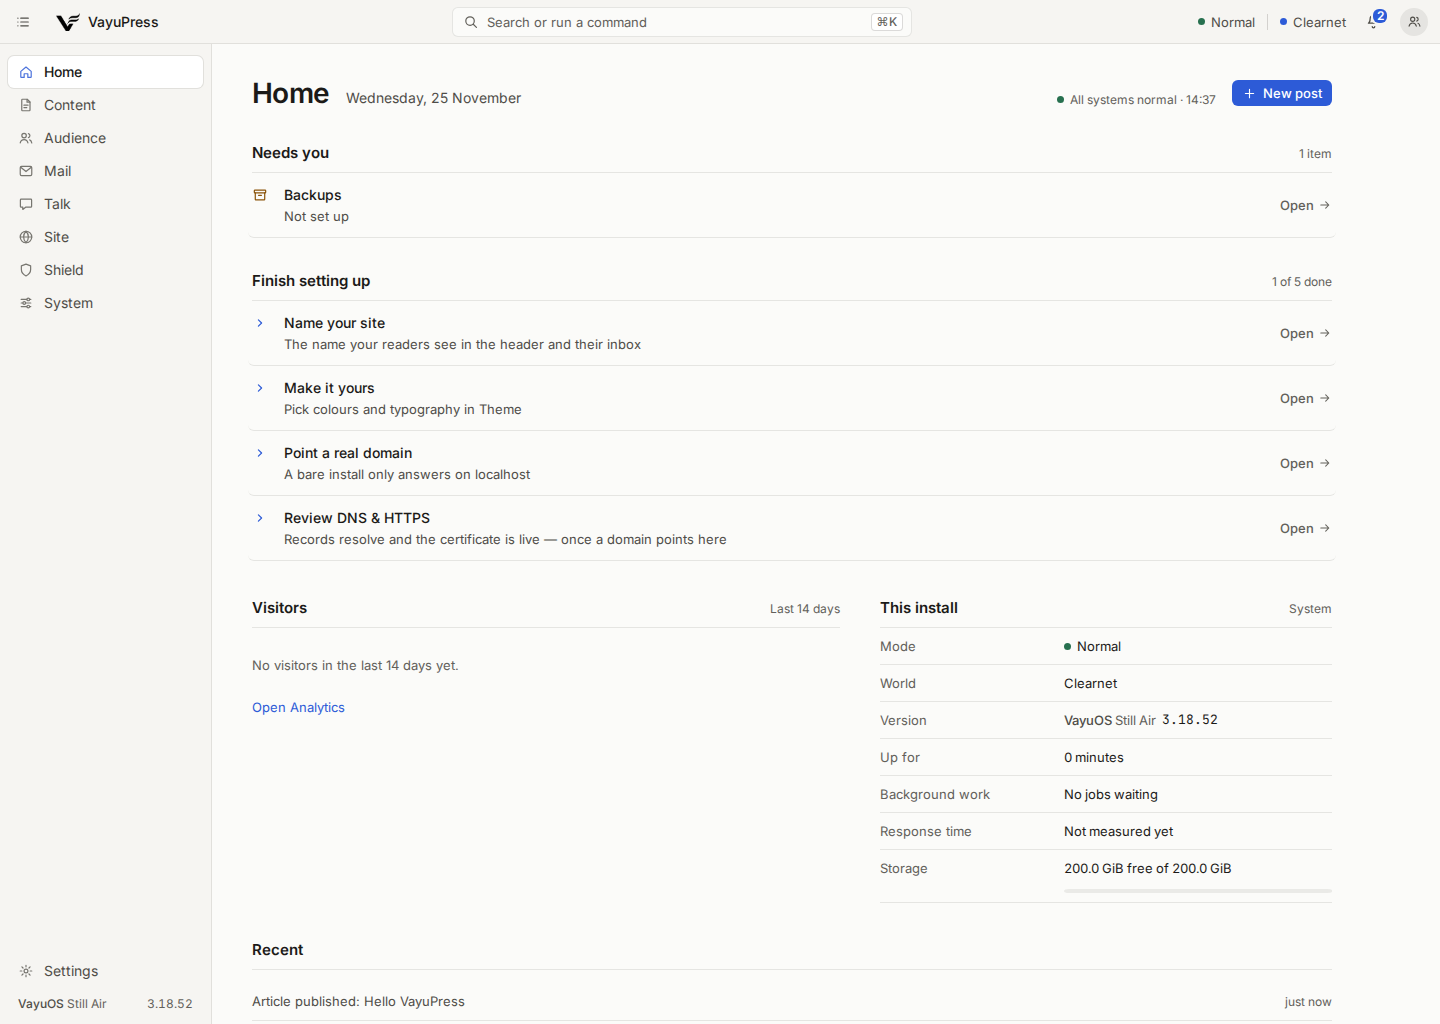 VayuPress
Search or run a command
⌘K
Normal
Clearnet
2
Home
Content
Audience
Mail
Talk
Site
Shield
System
Settings
VayuOS Still Air 3.18.52
Home
Wednesday, 25 November
All systems normal · 14:37
New post
Needs you
1 item
Backups
Not set up
Open
Finish setting up
1 of 5 done
Name your site
The name your readers see in the header and their inbox
Open
Make it yours
Pick colours and typography in Theme
Open
Point a real domain
A bare install only answers on localhost
Open
Review DNS & HTTPS
Records resolve and the certificate is live — once a domain points here
Open
Visitors
Last 14 days
No visitors in the last 14 days yet.
Open Analytics
This install
System
Mode Normal
World Clearnet
Version VayuOS Still Air 3.18.52
Up for 0 minutes
Background work No jobs waiting
Response time Not measured yet
Storage 200.0 GiB free of 200.0 GiB
Recent
Article published: Hello VayuPress
just now